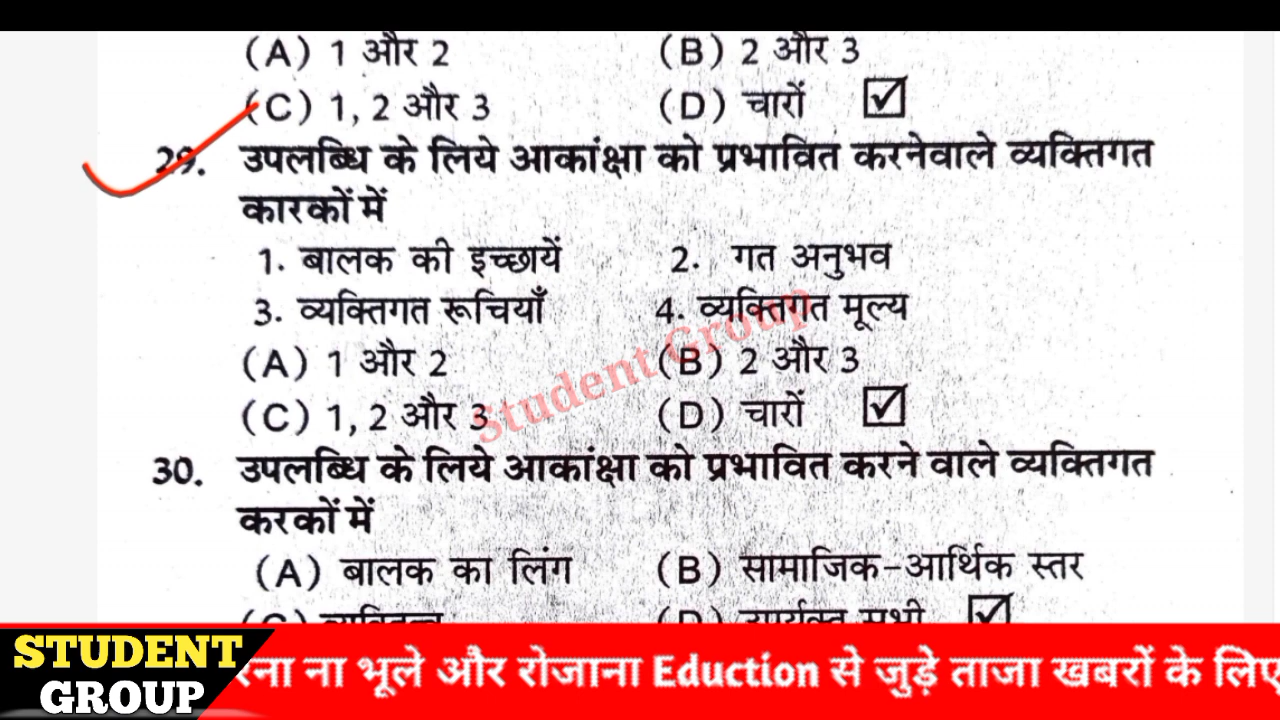 (A) 1 और 2 (B) 2 और 3
(C) 1, 2 और 3 (D) चारों
29. उपलब्धि के लिये आकांक्षा को प्रभावित करनेवाले व्यक्तिगत
कारकों में
1. बालक की इच्छायें 2. गत अनुभव
3. व्यक्तिगत रूचियाँ 4. व्यक्तिगत मूल्य
(A) 1 और 2 (B) 2 और 3
(C) 1, 2 और 3 (D) चारों
Student Group
30. उपलब्धि के लिये आकांक्षा को प्रभावित करने वाले व्यक्तिगत
करकों में
(A) बालक का लिंग (B) सामाजिक-आर्थिक स्तर
(C) (D)
STUDENT
GROUP
ना भूले और रोजाना Eduction से जुड़े ताजा खबरों के लिए